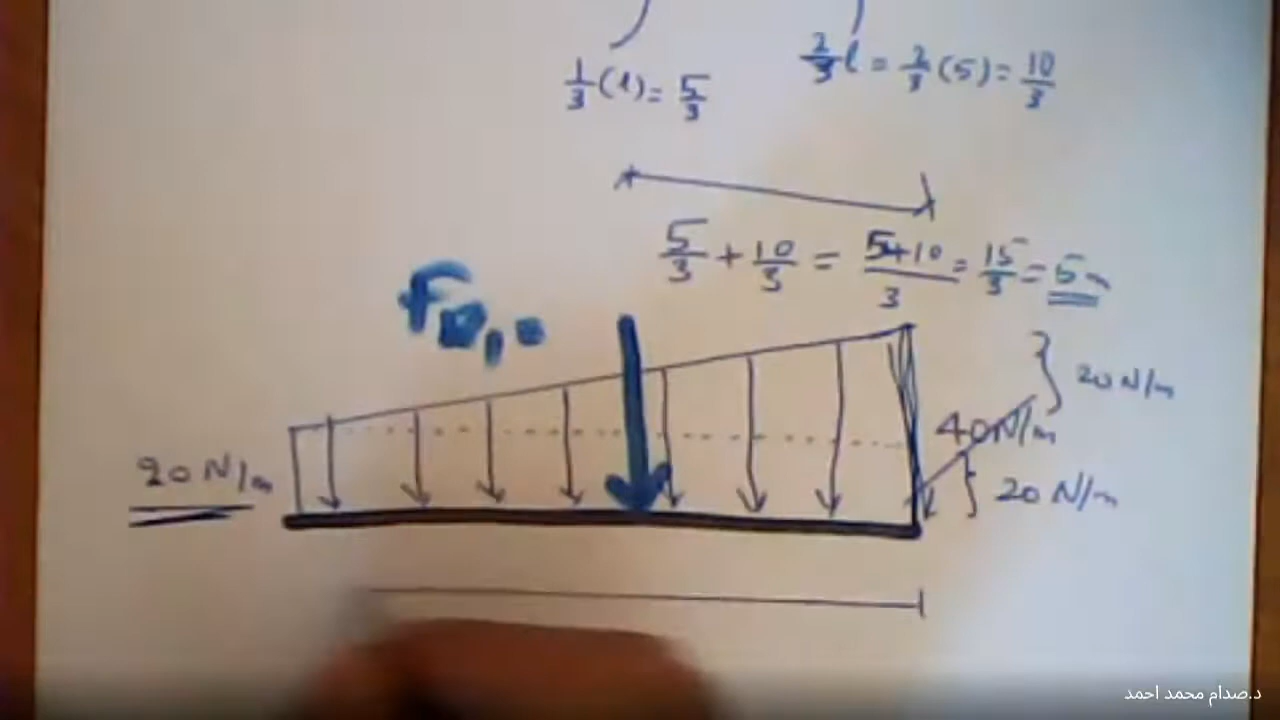 2/3 l = 2/3 (5) = 10/3
1/3 (l) = 5/3
5/3 + 10/3 = 5+10/3 = 15/3 = 5m
20 N/m
40 N/m
20 N/m
20 N/m
د.صدام محمد احمد